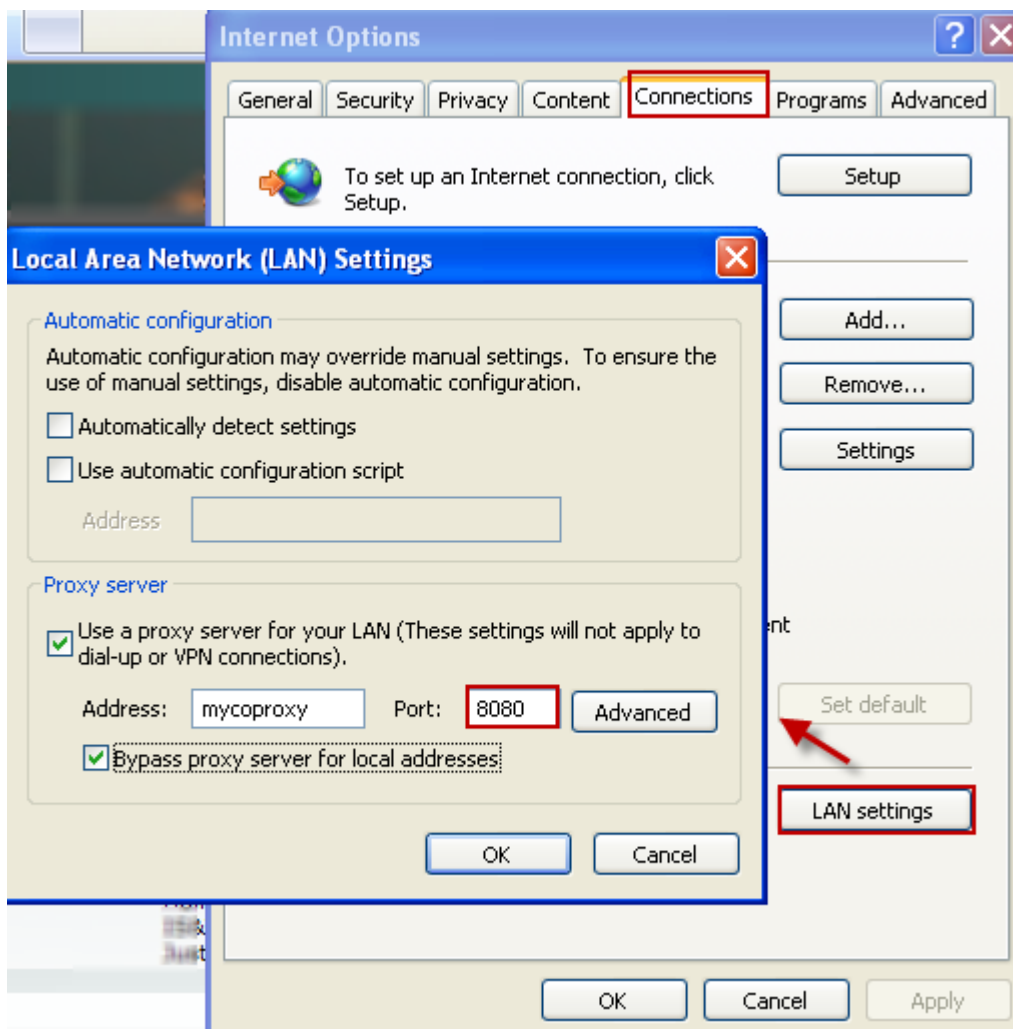 Internet Options
General Security Privacy Content Connections Programs Advanced
To set up an Internet connection, click
Setup.
Setup
Local Area Network (LAN) Settings
Automatic configuration
Automatic configuration may override manual settings. To ensure the
use of manual settings, disable automatic configuration.
Automatically detect settings
Use automatic configuration script
Address
Proxy server
Use a proxy server for your LAN (These settings will not apply to
dial-up or VPN connections).
Address: mycoproxy Port: 8080 Advanced
Bypass proxy server for local addresses
OK Cancel
Add...
Remove...
Settings
Set default
LAN settings
OK Cancel Apply